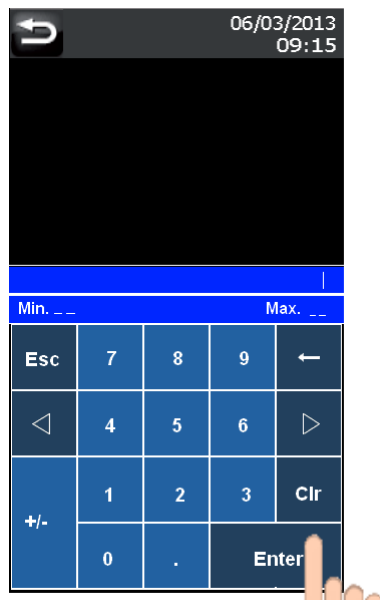 06/03/2013
09:15
Min. _ _ Max. _ _
Esc 7 8 9 ←
◁ 4 5 6 ▷
+/- 1 2 3 Clr
0 . Enter